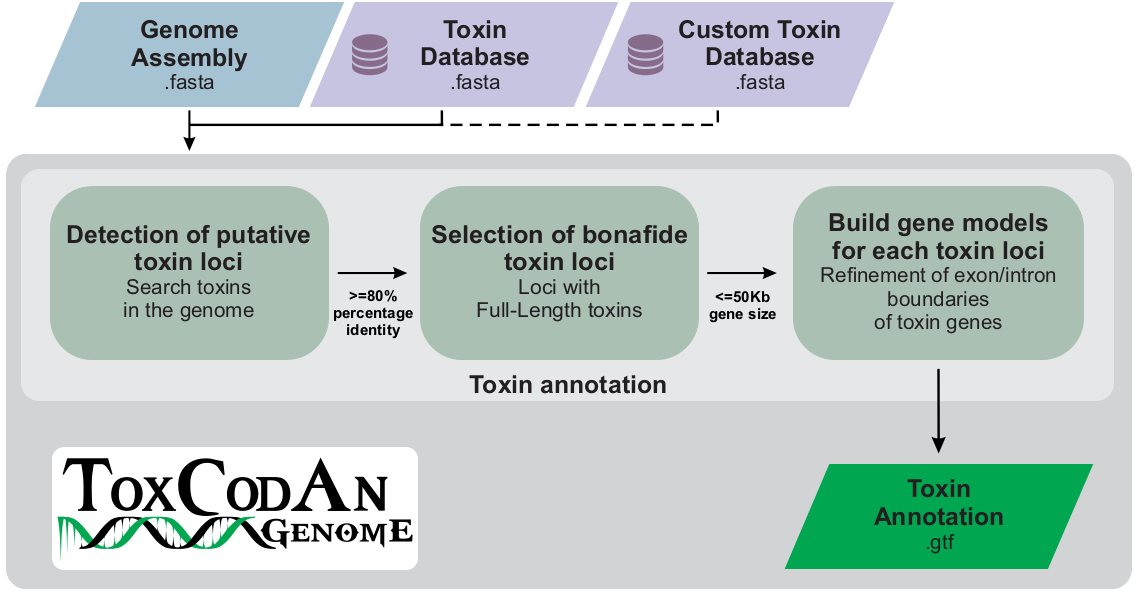 Genome
Assembly
.fasta
Toxin
Database
.fasta
Custom Toxin
Database
.fasta
Detection of putative
toxin loci
Search toxins
in the genome
>=80%
percentage
identity
Selection of bonafide
toxin loci
Loci with
Full-Length toxins
<=50Kb
gene size
Build gene models
for each toxin loci
Refinement of exon/intron
boundaries
of toxin genes
Toxin annotation
ToxCodAn
Genome
Toxin
Annotation
.gtf